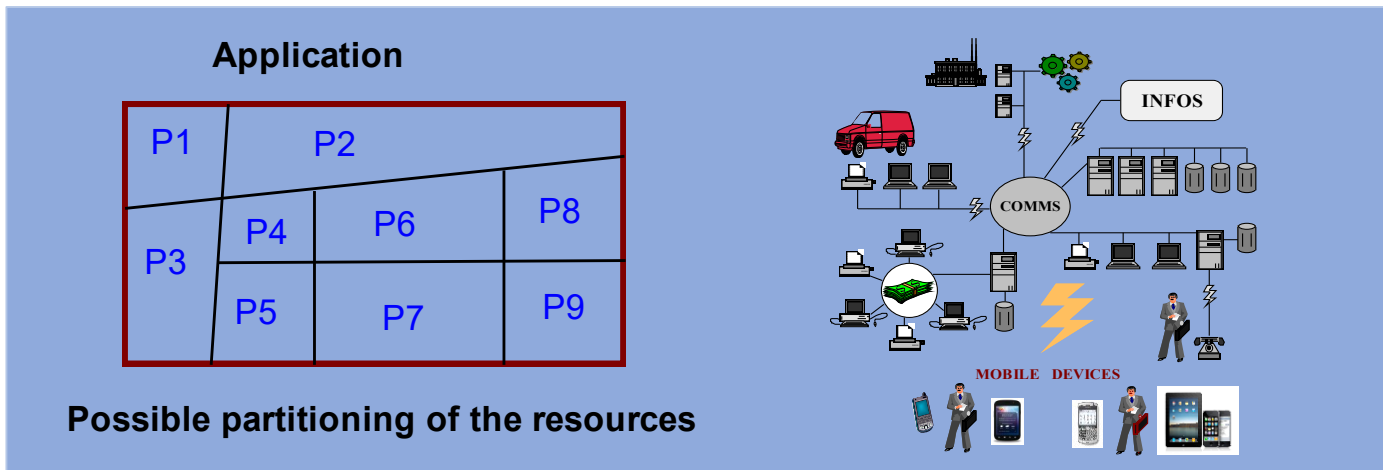 Application
P1
P2
P3
P4
P5
P6
P7
P8
P9
Possible partitioning of the resources
INFOS
COMMS
MOBILE DEVICES